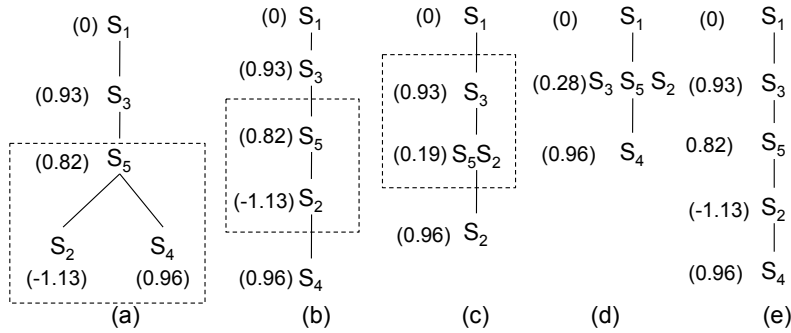 (0) S1
(0.93) S3
(0.82) S5
S2 S4
(-1.13) (0.96)
(a)
(0) S1
(0.93) S3
(0.82) S5
(-1.13) S2
(0.96) S4
(b)
(0) S1
(0.93) S3
(0.19) S5S2
(0.96) S2
(c)
(0) S1
(0.28) S3 S5 S2
(0.96) S4
(d)
(0) S1
(0.93) S3
0.82) S5
(-1.13) S2
(0.96) S4
(e)